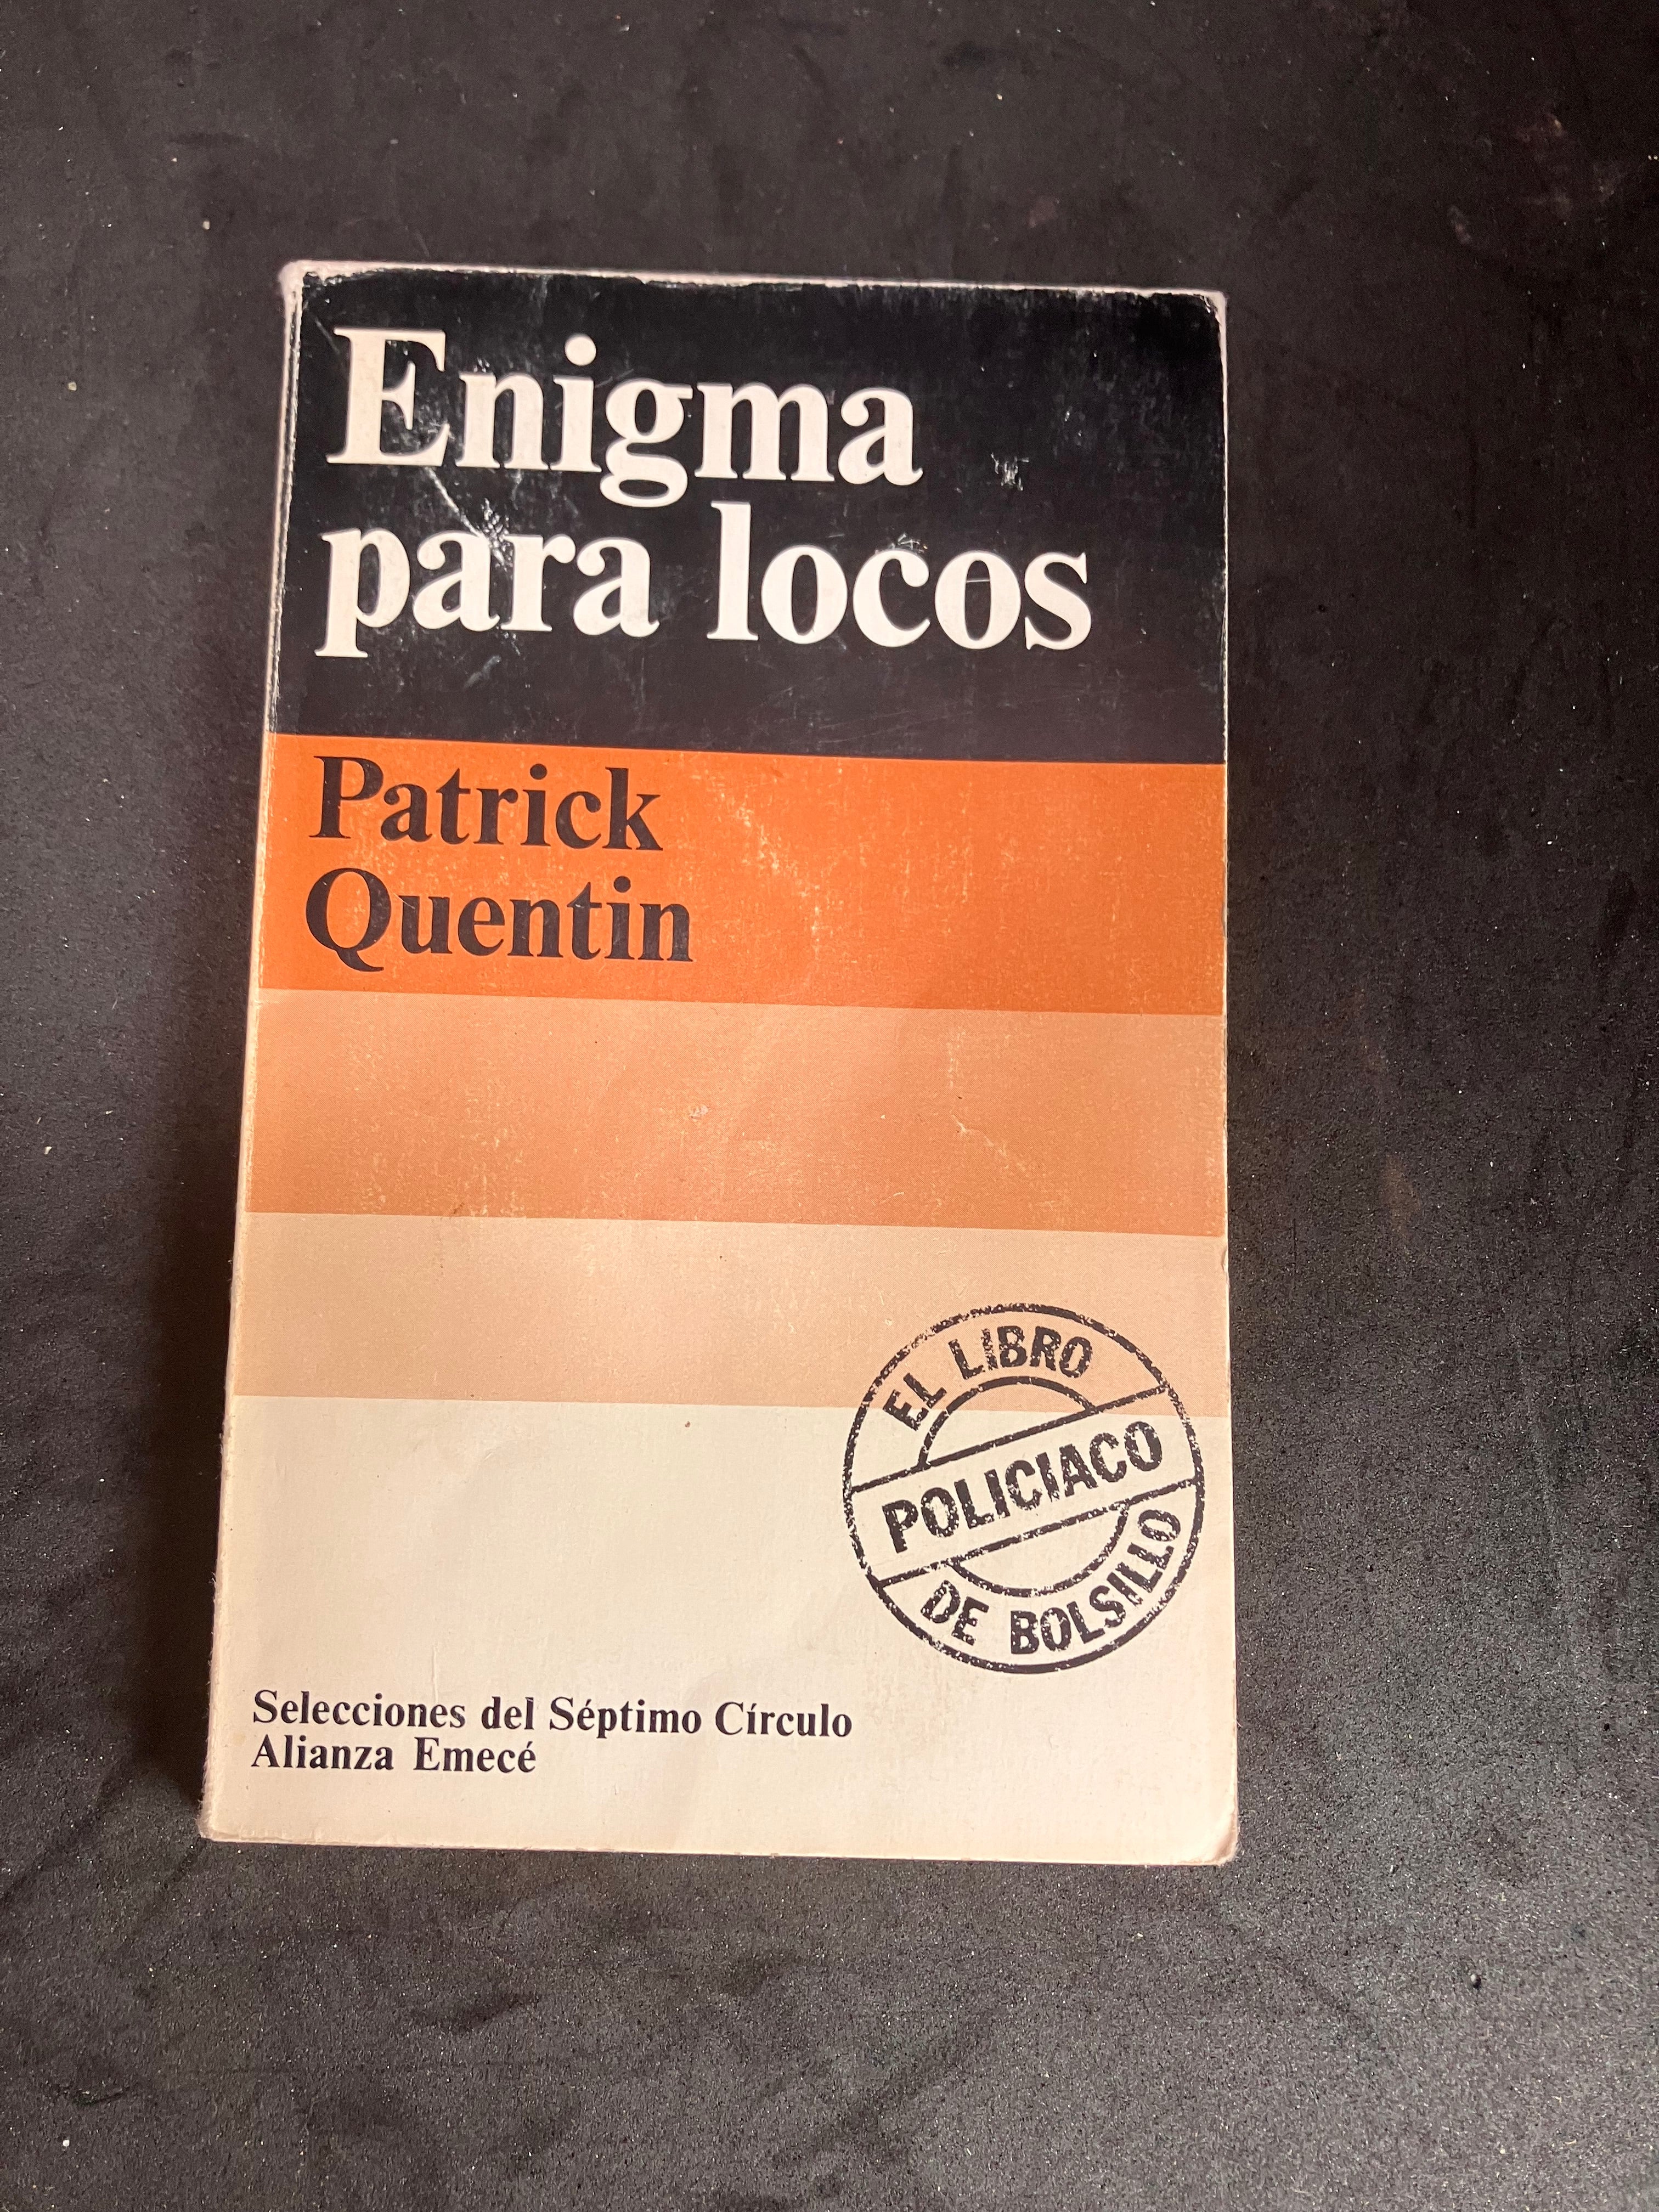 Enigma
para locos
Patrick
Quentin
EL LIBRO
POLICIACO
DE BOLSILLO
Selecciones del Séptimo Círculo
Alianza Emecé